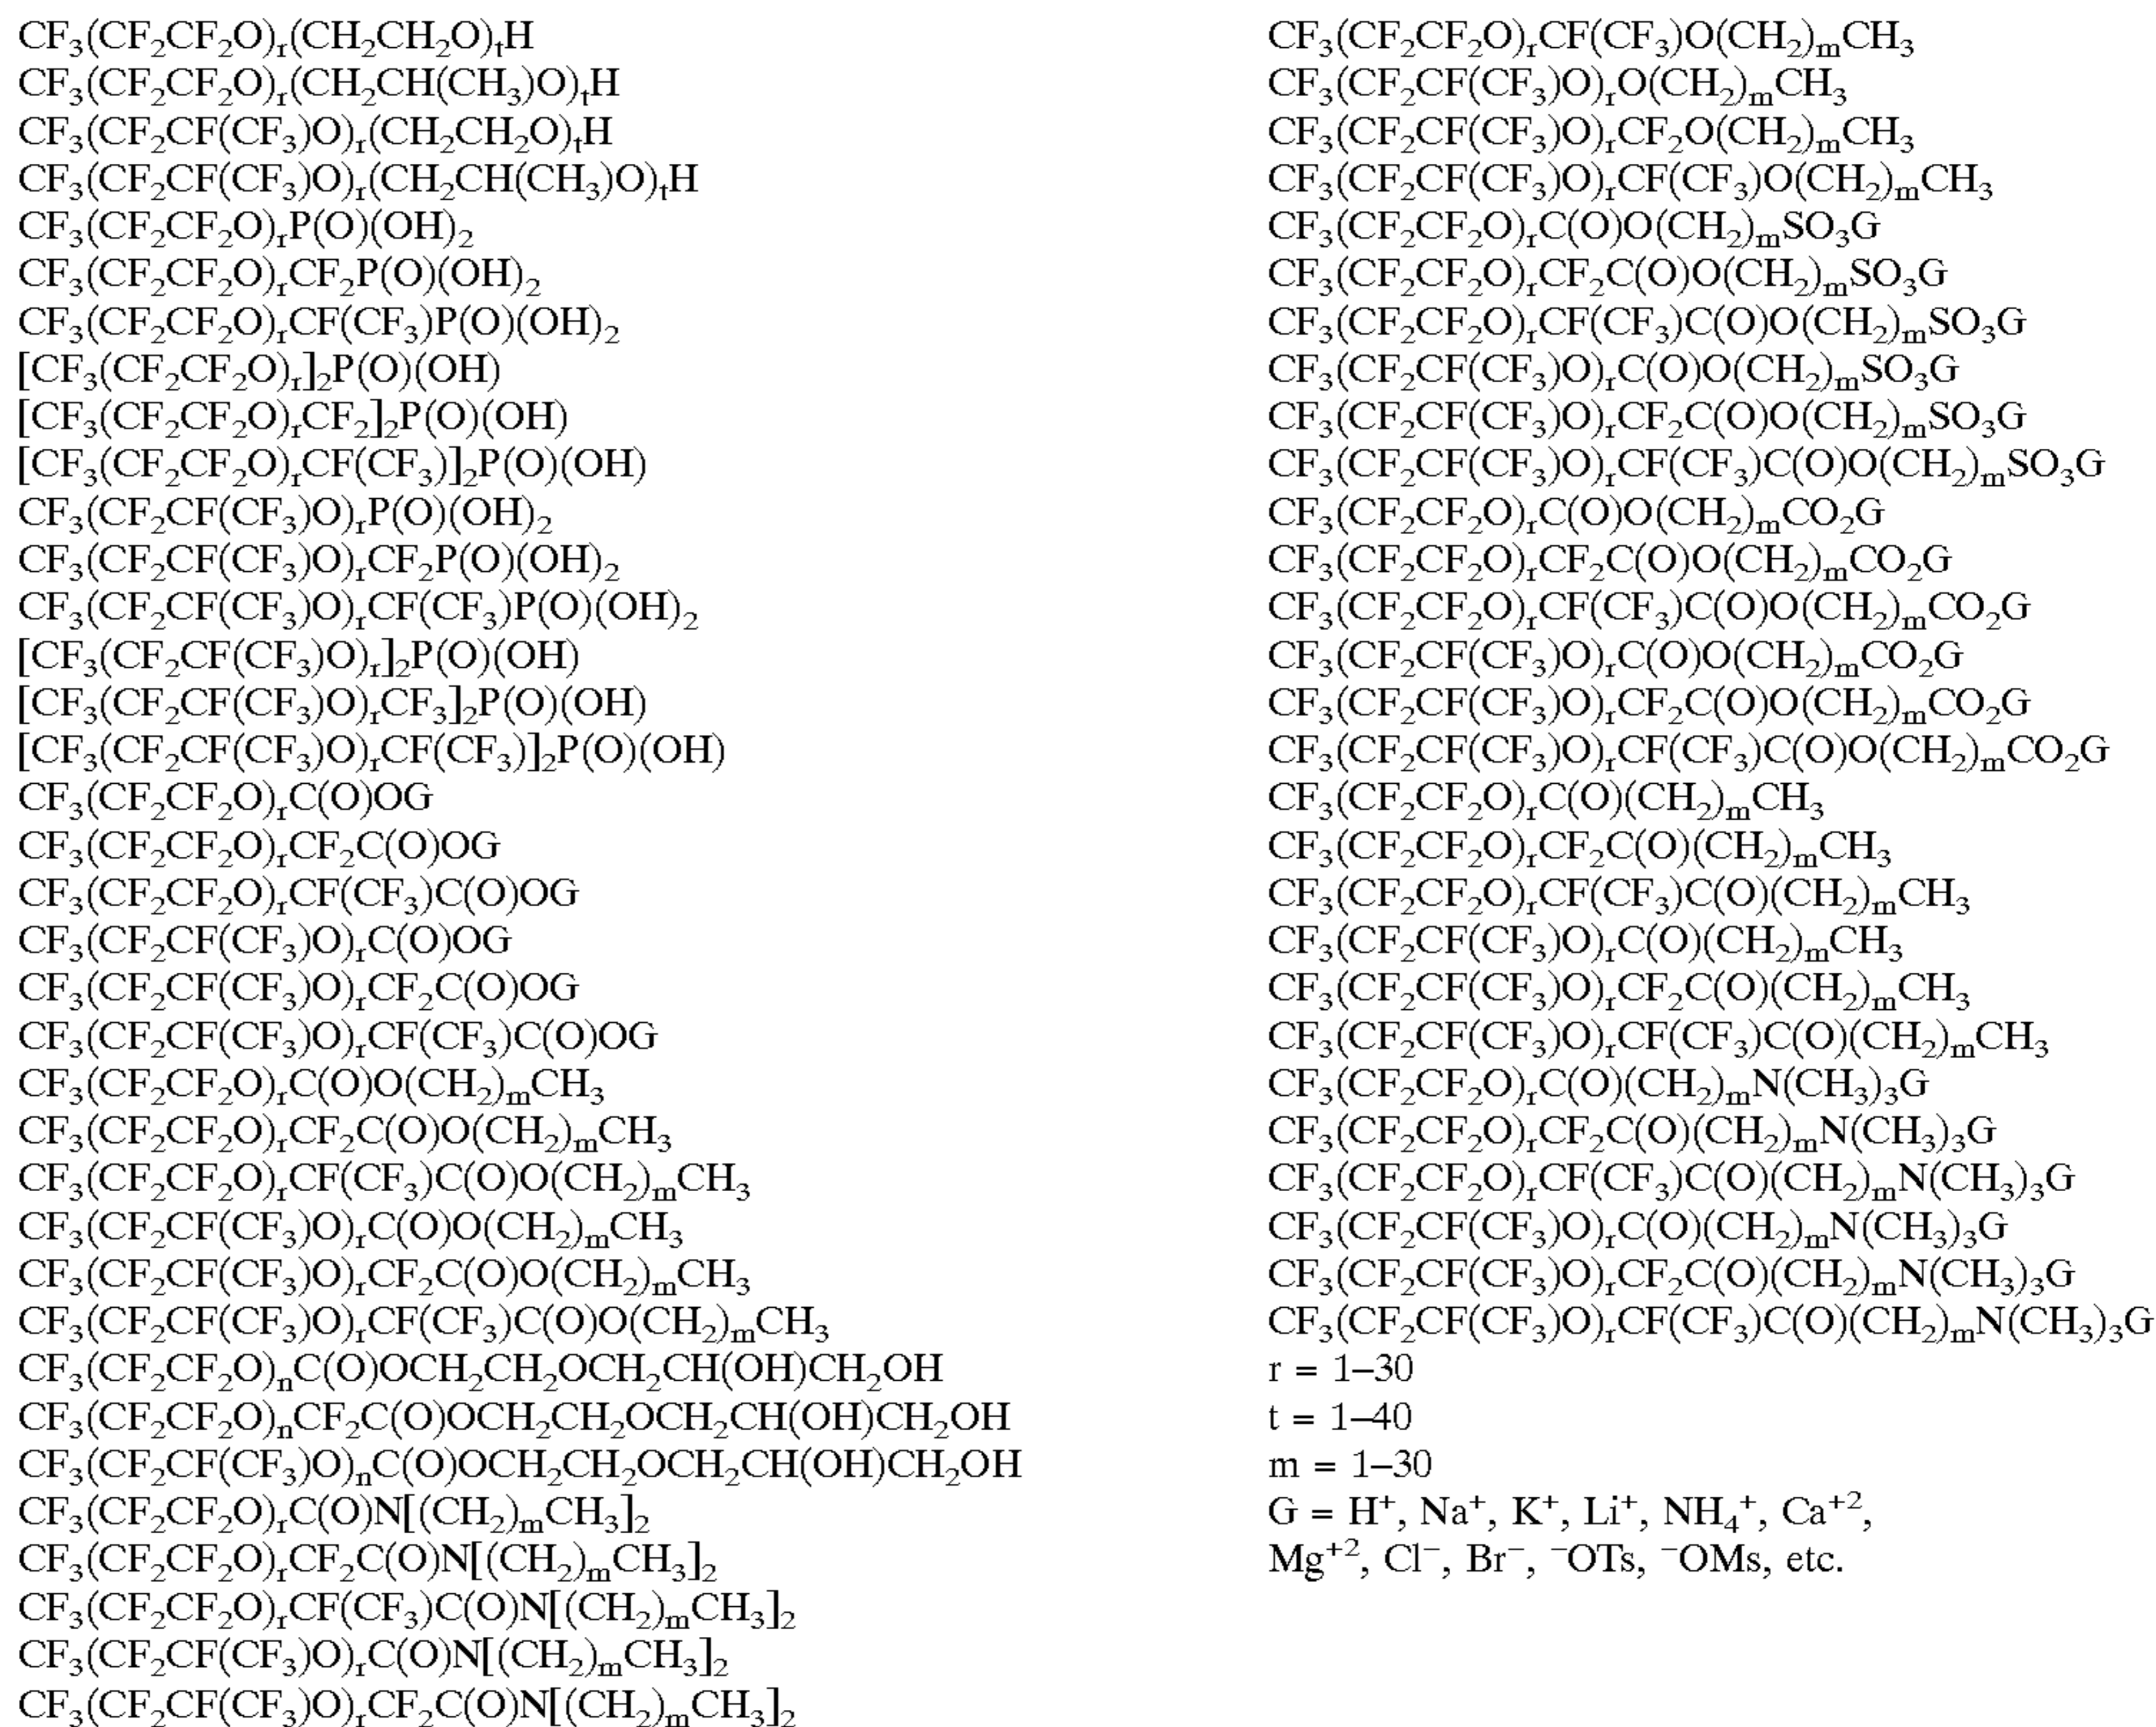 CF₃(CF₂CF₂O)ᵣ(CH₂CH₂O)ₜH
CF₃(CF₂CF₂O)ᵣ(CH₂CH(CH₃)O)ₜH
CF₃(CF₂CF(CF₃)O)ᵣ(CH₂CH₂O)ₜH
CF₃(CF₂CF(CF₃)O)ᵣ(CH₂CH(CH₃)O)ₜH
CF₃(CF₂CF₂O)ᵣP(O)(OH)₂
CF₃(CF₂CF₂O)ᵣCF₂P(O)(OH)₂
CF₃(CF₂CF₂O)ᵣCF(CF₃)P(O)(OH)₂
[CF₃(CF₂CF₂O)ᵣ]₂P(O)(OH)
[CF₃(CF₂CF₂O)ᵣCF₂]₂P(O)(OH)
[CF₃(CF₂CF₂O)ᵣCF(CF₃)]₂P(O)(OH)
CF₃(CF₂CF(CF₃)O)ᵣP(O)(OH)₂
CF₃(CF₂CF(CF₃)O)ᵣCF₂P(O)(OH)₂
CF₃(CF₂CF(CF₃)O)ᵣCF(CF₃)P(O)(OH)₂
[CF₃(CF₂CF(CF₃)O)ᵣ]₂P(O)(OH)
[CF₃(CF₂CF(CF₃)O)ᵣCF₃]₂P(O)(OH)
[CF₃(CF₂CF(CF₃)O)ᵣCF(CF₃)]₂P(O)(OH)
CF₃(CF₂CF₂O)ᵣC(O)OG
CF₃(CF₂CF₂O)ᵣCF₂C(O)OG
CF₃(CF₂CF₂O)ᵣCF(CF₃)C(O)OG
CF₃(CF₂CF(CF₃)O)ᵣC(O)OG
CF₃(CF₂CF(CF₃)O)ᵣCF₂C(O)OG
CF₃(CF₂CF(CF₃)O)ᵣCF(CF₃)C(O)OG
CF₃(CF₂CF₂O)ᵣC(O)O(CH₂)ₘCH₃
CF₃(CF₂CF₂O)ᵣCF₂C(O)O(CH₂)ₘCH₃
CF₃(CF₂CF₂O)ᵣCF(CF₃)C(O)O(CH₂)ₘCH₃
CF₃(CF₂CF(CF₃)O)ᵣC(O)O(CH₂)ₘCH₃
CF₃(CF₂CF(CF₃)O)ᵣCF₂C(O)O(CH₂)ₘCH₃
CF₃(CF₂CF(CF₃)O)ᵣCF(CF₃)C(O)O(CH₂)ₘCH₃
CF₃(CF₂CF₂O)ₙC(O)OCH₂CH₂OCH₂CH(OH)CH₂OH
CF₃(CF₂CF₂O)ₙCF₂C(O)OCH₂CH₂OCH₂CH(OH)CH₂OH
CF₃(CF₂CF(CF₃)O)ₙC(O)OCH₂CH₂OCH₂CH(OH)CH₂OH
CF₃(CF₂CF₂O)ᵣC(O)N[(CH₂)ₘCH₃]₂
CF₃(CF₂CF₂O)ᵣCF₂C(O)N[(CH₂)ₘCH₃]₂
CF₃(CF₂CF₂O)ᵣCF(CF₃)C(O)N[(CH₂)ₘCH₃]₂
CF₃(CF₂CF(CF₃)O)ᵣC(O)N[(CH₂)ₘCH₃]₂
CF₃(CF₂CF(CF₃)O)ᵣCF₂C(O)N[(CH₂)ₘCH₃]₂
CF₃(CF₂CF₂O)ᵣCF(CF₃)O(CH₂)ₘCH₃
CF₃(CF₂CF(CF₃)O)ᵣO(CH₂)ₘCH₃
CF₃(CF₂CF(CF₃)O)ᵣCF₂O(CH₂)ₘCH₃
CF₃(CF₂CF(CF₃)O)ᵣCF(CF₃)O(CH₂)ₘCH₃
CF₃(CF₂CF₂O)ᵣC(O)O(CH₂)ₘSO₃G
CF₃(CF₂CF₂O)ᵣCF₂C(O)O(CH₂)ₘSO₃G
CF₃(CF₂CF₂O)ᵣCF(CF₃)C(O)O(CH₂)ₘSO₃G
CF₃(CF₂CF(CF₃)O)ᵣC(O)O(CH₂)ₘSO₃G
CF₃(CF₂CF(CF₃)O)ᵣCF₂C(O)O(CH₂)ₘSO₃G
CF₃(CF₂CF(CF₃)O)ᵣCF(CF₃)C(O)O(CH₂)ₘSO₃G
CF₃(CF₂CF₂O)ᵣC(O)O(CH₂)ₘCO₂G
CF₃(CF₂CF₂O)ᵣCF₂C(O)O(CH₂)ₘCO₂G
CF₃(CF₂CF₂O)ᵣCF(CF₃)C(O)O(CH₂)ₘCO₂G
CF₃(CF₂CF(CF₃)O)ᵣC(O)O(CH₂)ₘCO₂G
CF₃(CF₂CF(CF₃)O)ᵣCF₂C(O)O(CH₂)ₘCO₂G
CF₃(CF₂CF(CF₃)O)ᵣCF(CF₃)C(O)O(CH₂)ₘCO₂G
CF₃(CF₂CF₂O)ᵣC(O)(CH₂)ₘCH₃
CF₃(CF₂CF₂O)ᵣCF₂C(O)(CH₂)ₘCH₃
CF₃(CF₂CF₂O)ᵣCF(CF₃)C(O)(CH₂)ₘCH₃
CF₃(CF₂CF(CF₃)O)ᵣC(O)(CH₂)ₘCH₃
CF₃(CF₂CF(CF₃)O)ᵣCF₂C(O)(CH₂)ₘCH₃
CF₃(CF₂CF(CF₃)O)ᵣCF(CF₃)C(O)(CH₂)ₘCH₃
CF₃(CF₂CF₂O)ᵣC(O)(CH₂)ₘN(CH₃)₃G
CF₃(CF₂CF₂O)ᵣCF₂C(O)(CH₂)ₘN(CH₃)₃G
CF₃(CF₂CF₂O)ᵣCF(CF₃)C(O)(CH₂)ₘN(CH₃)₃G
CF₃(CF₂CF(CF₃)O)ᵣC(O)(CH₂)ₘN(CH₃)₃G
CF₃(CF₂CF(CF₃)O)ᵣCF₂C(O)(CH₂)ₘN(CH₃)₃G
CF₃(CF₂CF(CF₃)O)ᵣCF(CF₃)C(O)(CH₂)ₘN(CH₃)₃G
r = 1–30
t = 1–40
m = 1–30
G = H⁺, Na⁺, K⁺, Li⁺, NH₄⁺, Ca⁺², 
Mg⁺², Cl⁻, Br⁻, ⁻OTs, ⁻OMs, etc.